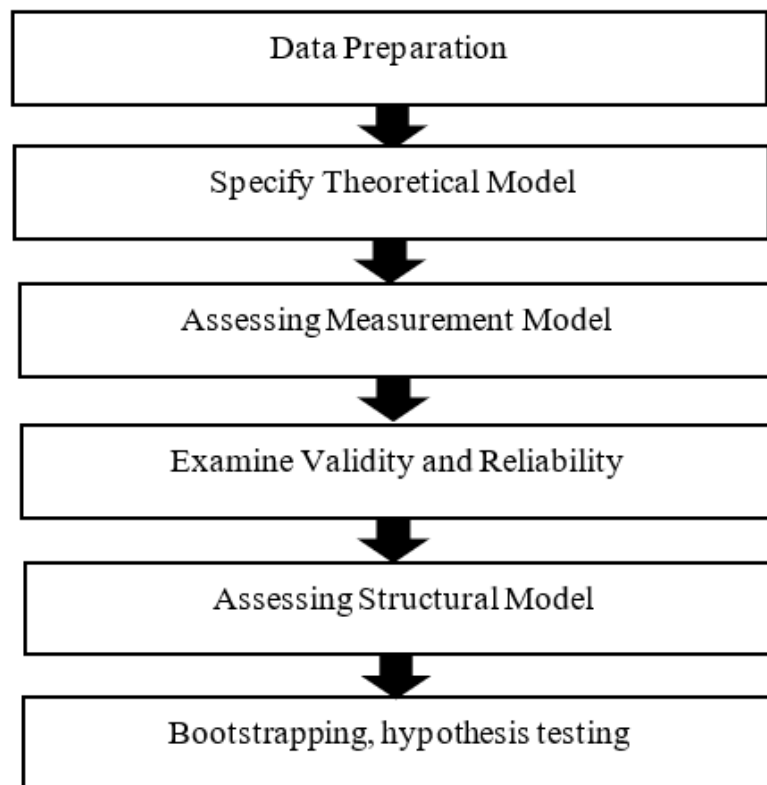 Data Preparation
Specify Theoretical Model
Assessing Measurement Model
Examine Validity and Reliability
Assessing Structural Model
Bootstrapping, hypothesis testing